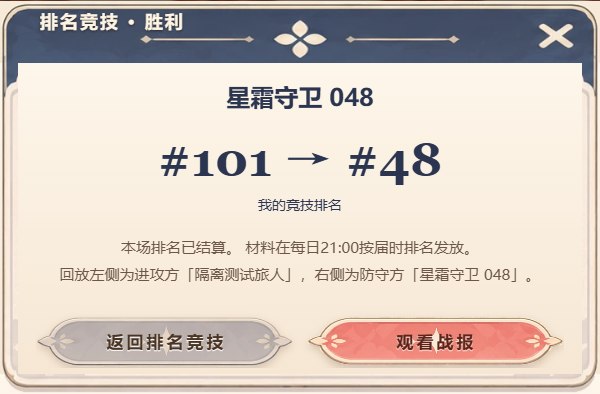 排名竞技 · 胜利
星霜守卫 048
#101 → #48
我的竞技排名
本场排名已结算。 材料在每日21:00按届时排名发放。
回放左侧为进攻方「隔离测试旅人」，右侧为防守方「星霜守卫 048」。
返回排名竞技
观看战报